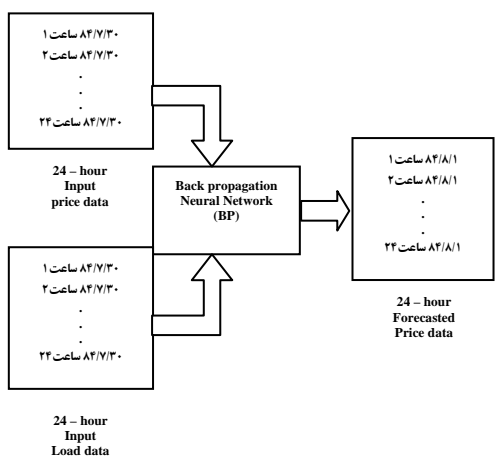 ۸۴/۷/۳۰ ساعت ۱
۸۴/۷/۳۰ ساعت ۲
.
.
.
۸۴/۷/۳۰ ساعت ۲۴
24 – hour
Input
price data
Back propagation
Neural Network
(BP)
۸۴/۸/۱ ساعت ۱
۸۴/۸/۱ ساعت ۲
.
.
.
۸۴/۸/۱ ساعت ۲۴
24 – hour
Forecasted
Price data
۸۴/۷/۳۰ ساعت ۱
۸۴/۷/۳۰ ساعت ۲
.
.
.
۸۴/۷/۳۰ ساعت ۲۴
24 – hour
Input
Load data